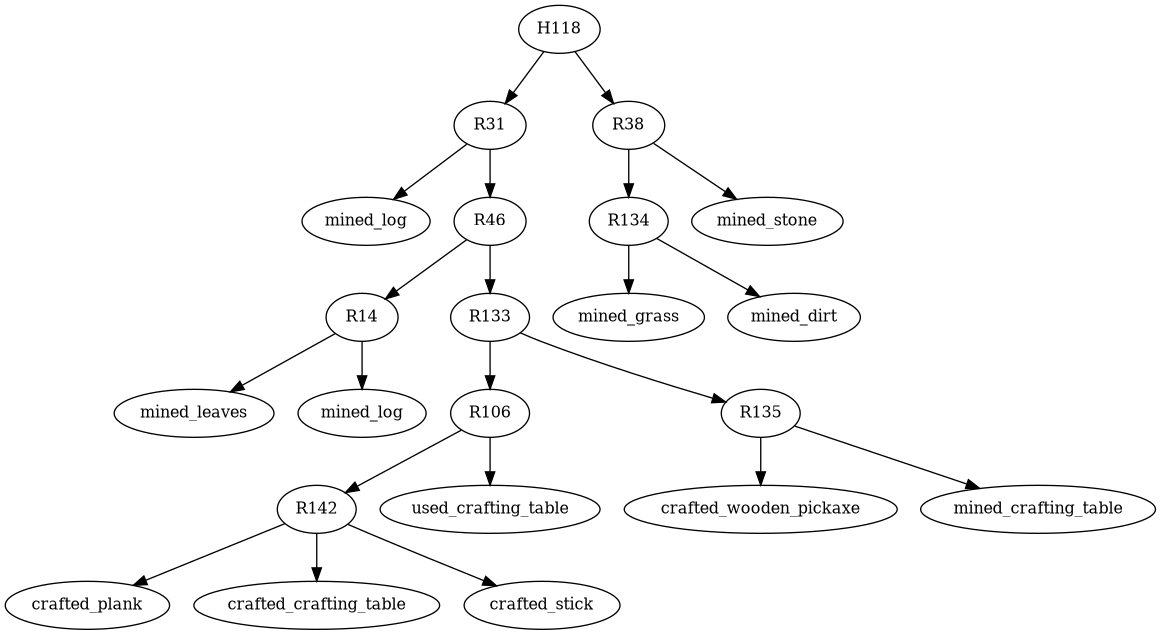 H118
R31
R38
mined_log
R46
R134
mined_stone
R14
R133
mined_grass
mined_dirt
mined_leaves
mined_log
R106
R135
R142
used_crafting_table
crafted_wooden_pickaxe
mined_crafting_table
crafted_plank
crafted_crafting_table
crafted_stick